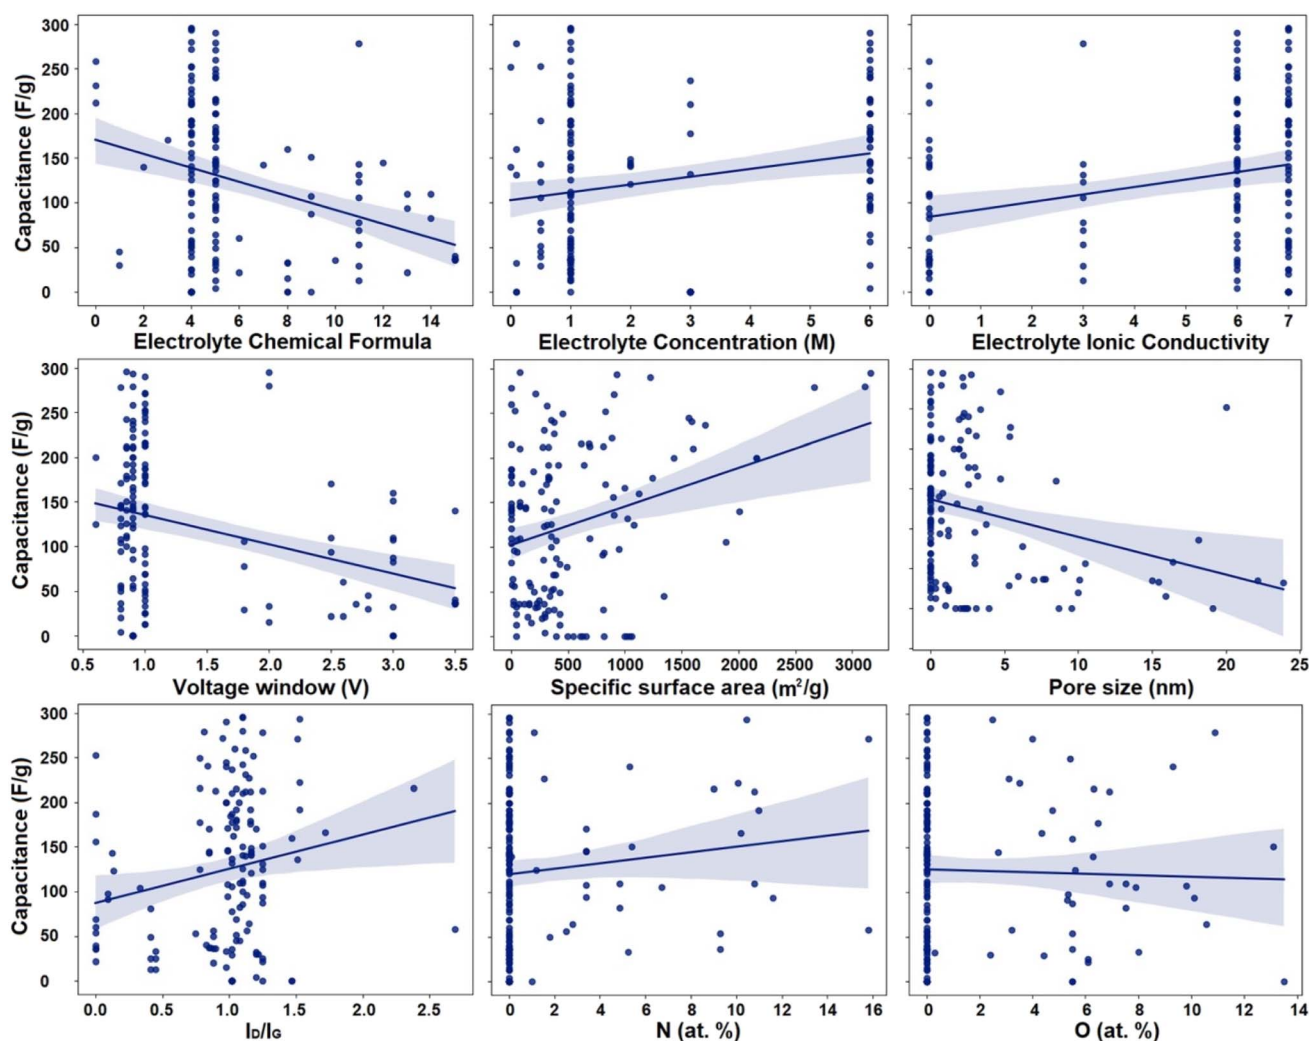 300
250
200
150
100
50
0
Capacitance (F/g)
0 2 4 6 8 10 12 14
Electrolyte Chemical Formula
0 1 2 3 4 5 6
Electrolyte Concentration (M)
0 1 2 3 4 5 6 7
Electrolyte Ionic Conductivity
300
250
200
150
100
50
0
Capacitance (F/g)
0.5 1.0 1.5 2.0 2.5 3.0 3.5
Voltage window (V)
0 500 1000 1500 2000 2500 3000
Specific surface area (m²/g)
0 5 10 15 20 25
Pore size (nm)
300
250
200
150
100
50
0
Capacitance (F/g)
0.0 0.5 1.0 1.5 2.0 2.5
I_D/I_G
0 2 4 6 8 10 12 14 16
N (at. %)
0 2 4 6 8 10 12 14
O (at. %)